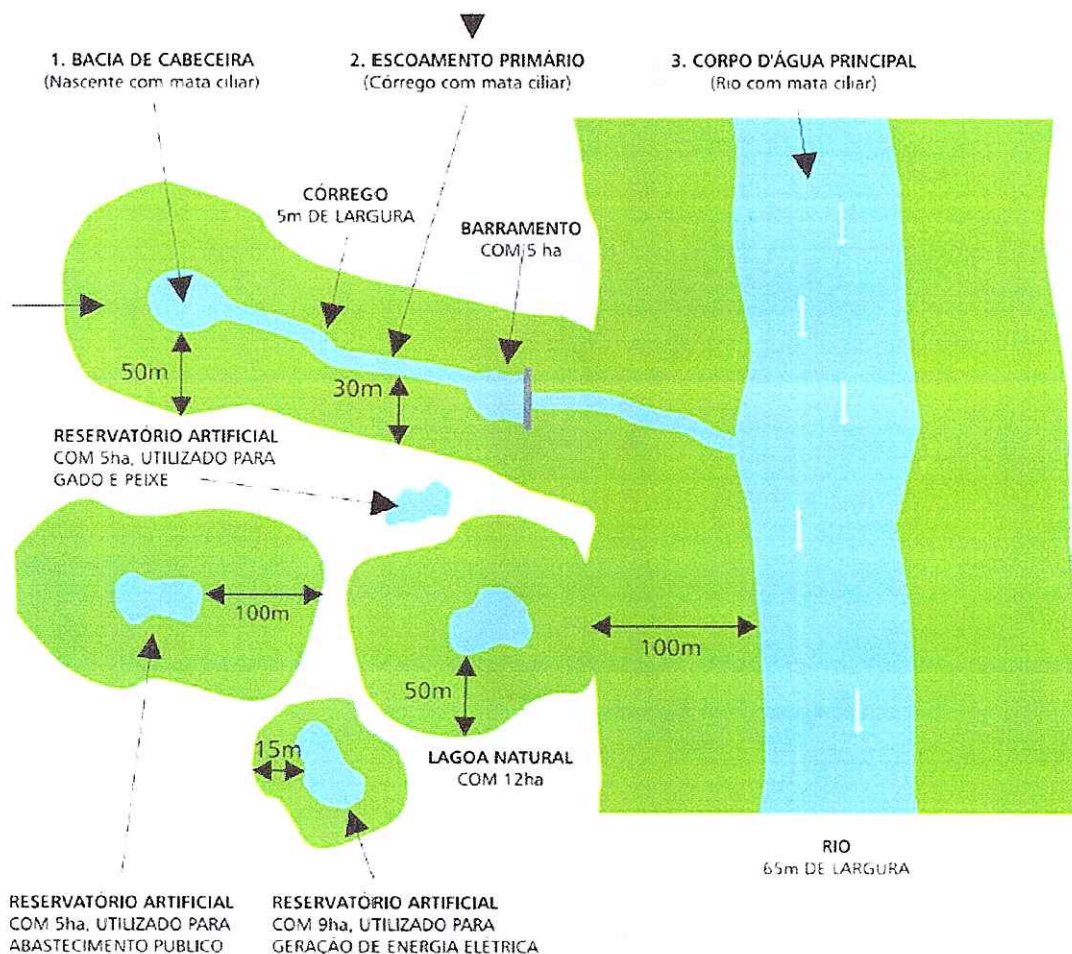 1. BACIA DE CABECEIRA
(Nascente com mata ciliar)
2. ESCOAMENTO PRIMÁRIO
(Córrego com mata ciliar)
3. CORPO D'ÁGUA PRINCIPAL
(Rio com mata ciliar)
CÓRREGO
5m DE LARGURA
BARRAMENTO
COM 5 ha
50m
30m
RESERVATÓRIO ARTIFICIAL
COM 5ha, UTILIZADO PARA
GADO E PEIXE
100m
100m
50m
15m
LAGOA NATURAL
COM 12ha
RIO
65m DE LARGURA
RESERVATÓRIO ARTIFICIAL
COM 5ha, UTILIZADO PARA
ABASTECIMENTO PUBLICO
RESERVATÓRIO ARTIFICIAL
COM 9ha, UTILIZADO PARA
GERAÇÃO DE ENERGIA ELETRICA